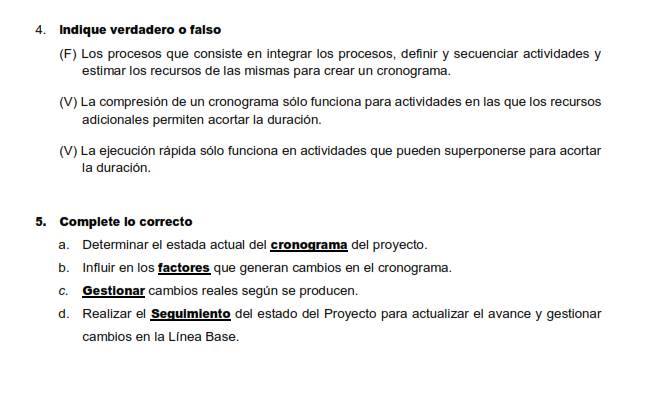 4. Indique verdadero o falso
(F) Los procesos que consiste en integrar los procesos, definir y secuenciar actividades y
estimar los recursos de las mismas para crear un cronograma.
(V) La compresión de un cronograma sólo funciona para actividades en las que los recursos
adicionales permiten acortar la duración.
(V) La ejecución rápida sólo funciona en actividades que pueden superponerse para acortar
la duración.
5. Complete lo correcto
a. Determinar el estada actual del cronograma del proyecto.
b. Influir en los factores que generan cambios en el cronograma.
c. Gestionar cambios reales según se producen.
d. Realizar el Seguimiento del estado del Proyecto para actualizar el avance y gestionar
cambios en la Línea Base.